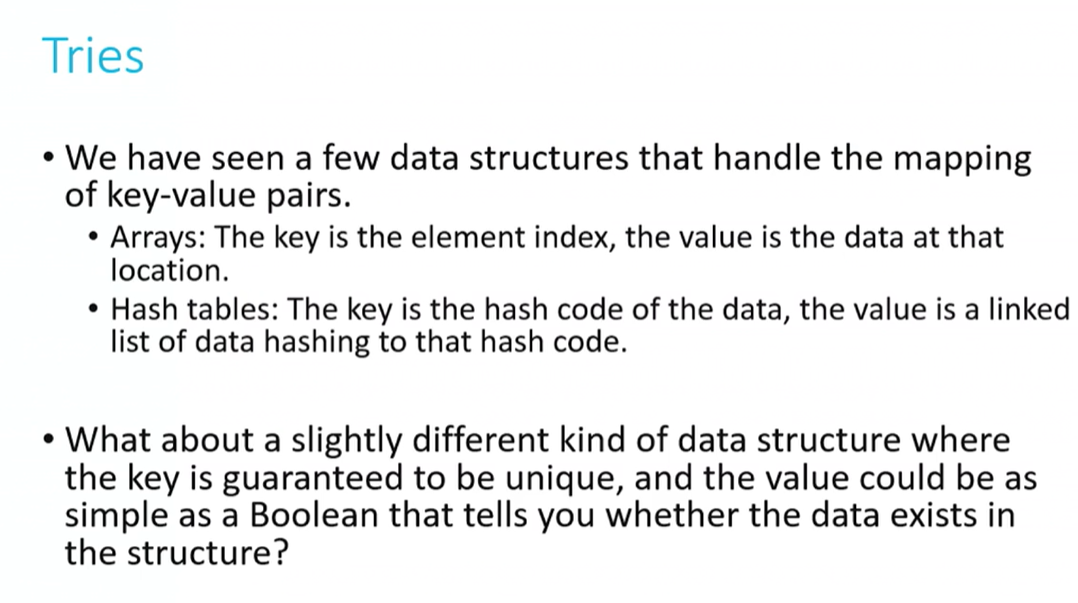 Tries
• We have seen a few data structures that handle the mapping
of key-value pairs.
• Arrays: The key is the element index, the value is the data at that
location.
• Hash tables: The key is the hash code of the data, the value is a linked
list of data hashing to that hash code.
• What about a slightly different kind of data structure where
the key is guaranteed to be unique, and the value could be as
simple as a Boolean that tells you whether the data exists in
the structure?